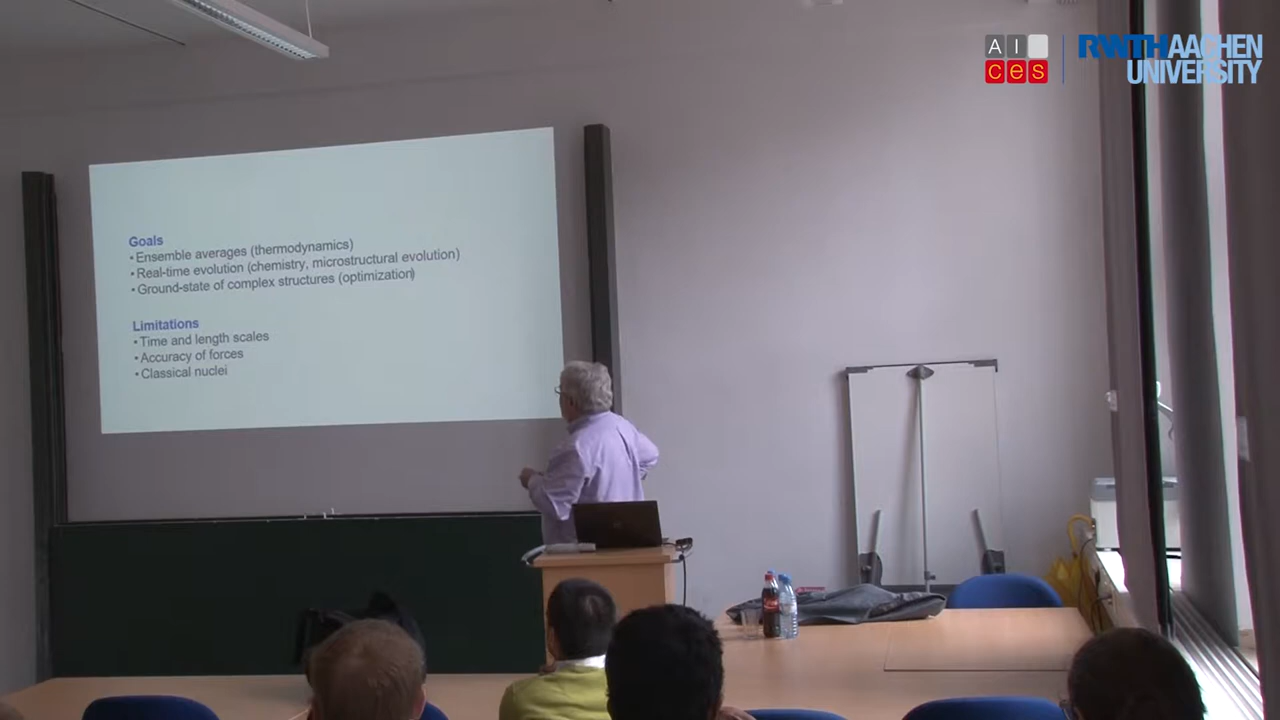 AI
ces
RWTHAACHEN
UNIVERSITY
Goals
• Ensemble averages (thermodynamics)
• Real-time evolution (chemistry, microstructural evolution)
• Ground-state of complex structures (optimization)
Limitations
• Time and length scales
• Accuracy of forces
• Classical nuclei